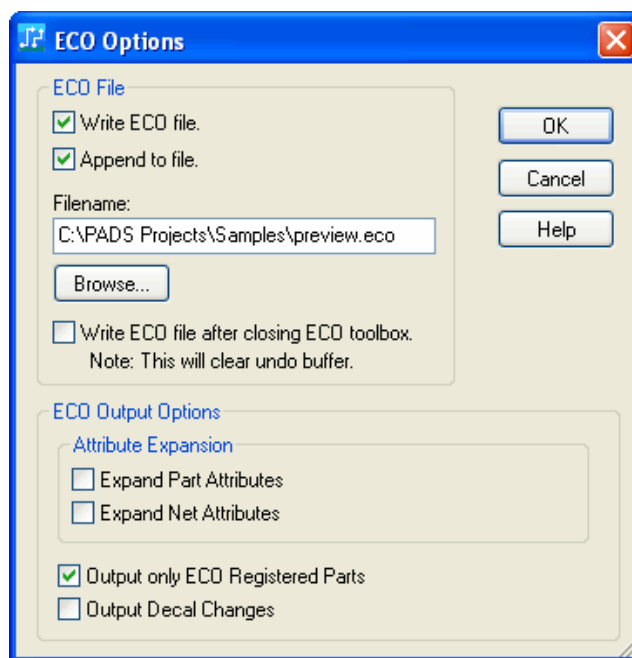 ECO Options
ECO File
Write ECO file.
Append to file.
Filename:
C:\PADS Projects\Samples\preview.eco
Browse...
Write ECO file after closing ECO toolbox.
Note: This will clear undo buffer.
OK
Cancel
Help
ECO Output Options
Attribute Expansion
Expand Part Attributes
Expand Net Attributes
Output only ECO Registered Parts
Output Decal Changes